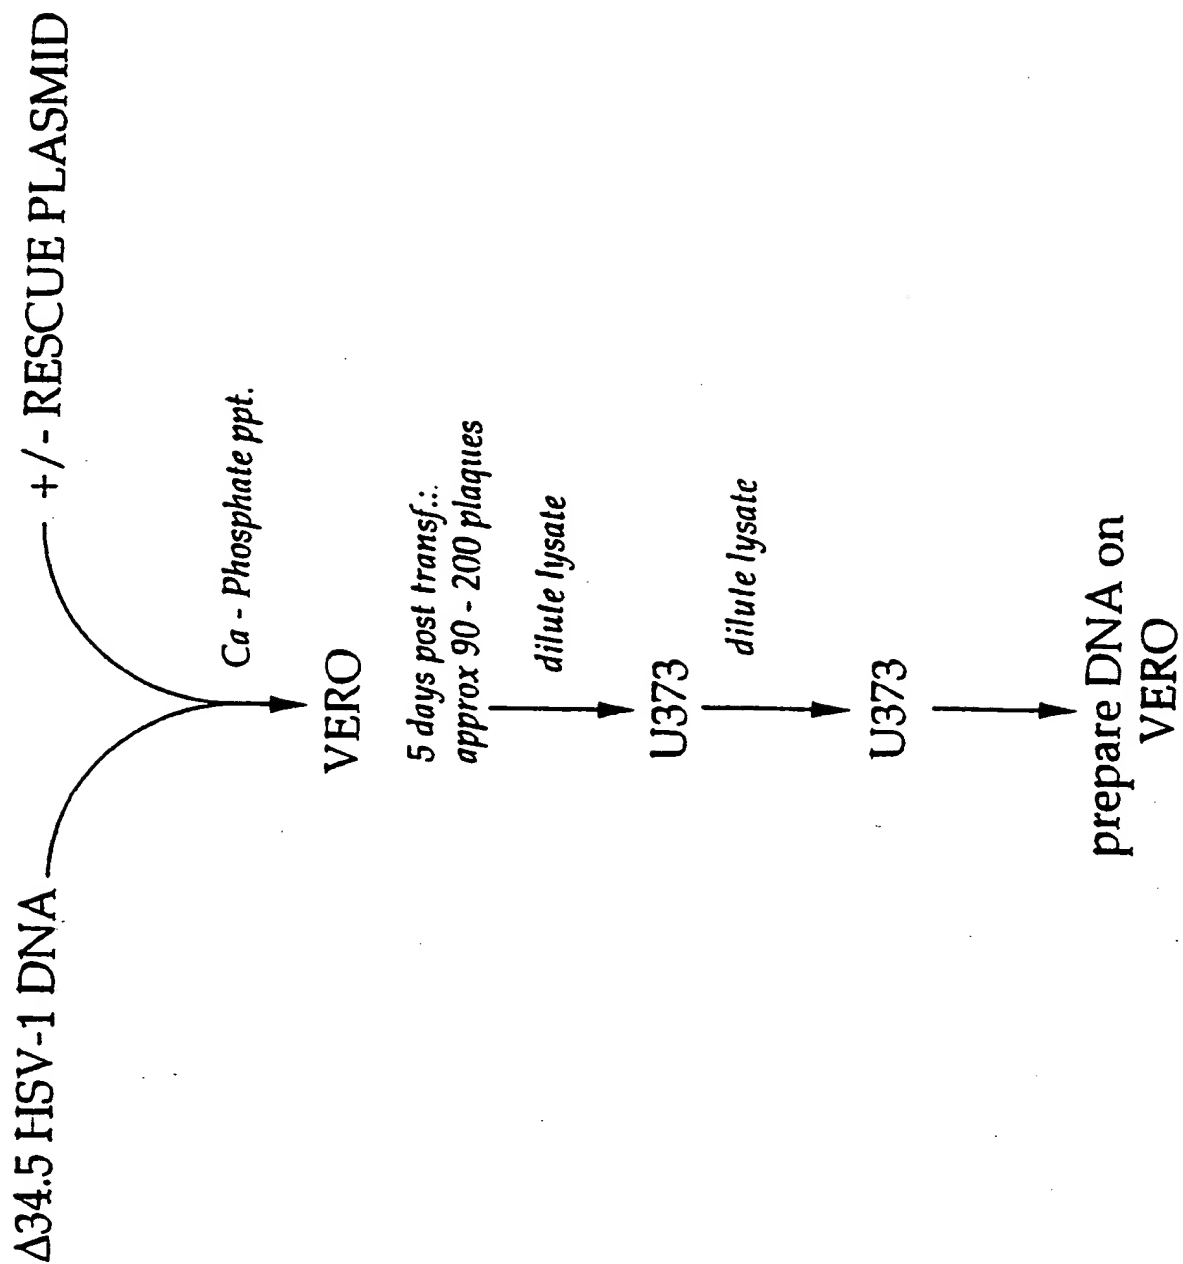 Δ34.5 HSV-1 DNA
+/- RESCUE PLASMID
Ca - Phosphate ppt.
VERO
5 days post transf.:.
approx 90 - 200 plaques
dilute lysate
U373
dilute lysate
U373
prepare DNA on
VERO